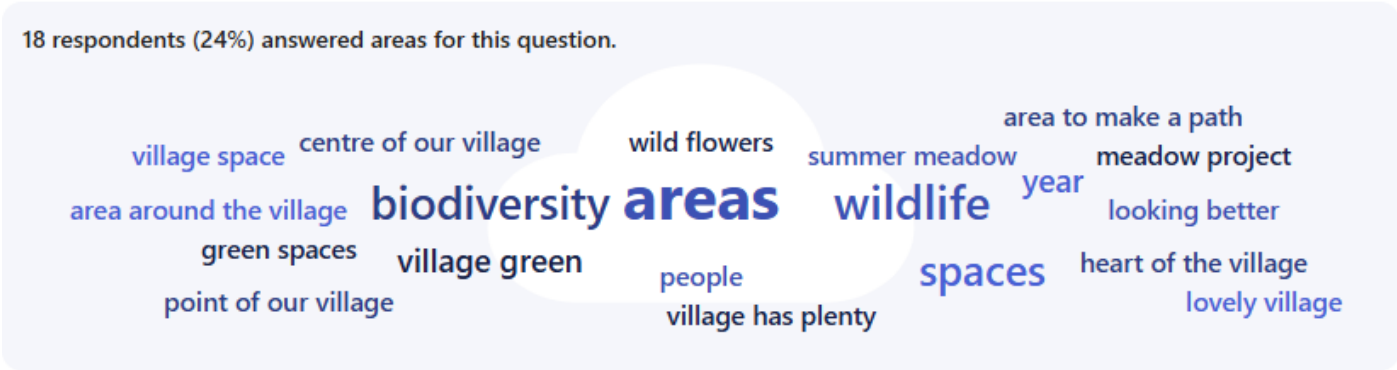 18 respondents (24%) answered areas for this question.
area to make a path
centre of our village
wild flowers
village space
summer meadow
meadow project
year
biodiversity
areas
wildlife
area around the village
looking better
green spaces
village green
heart of the village
people
spaces
point of our village
lovely village
village has plenty